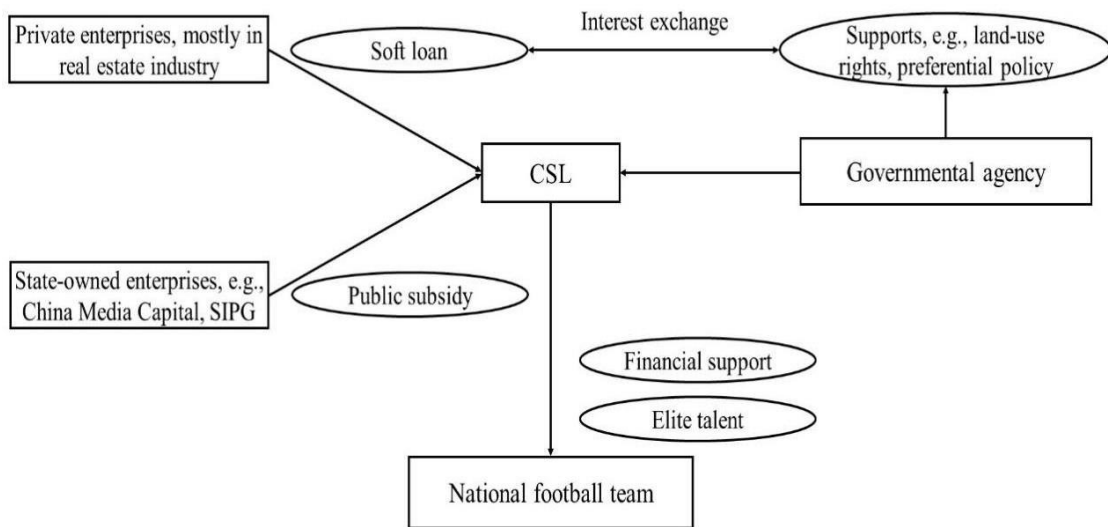 Private enterprises, mostly in
real estate industry
Soft loan
Interest exchange
Supports, e.g., land-use
rights, preferential policy
CSL
Governmental agency
State-owned enterprises, e.g.,
China Media Capital, SIPG
Public subsidy
Financial support
Elite talent
National football team